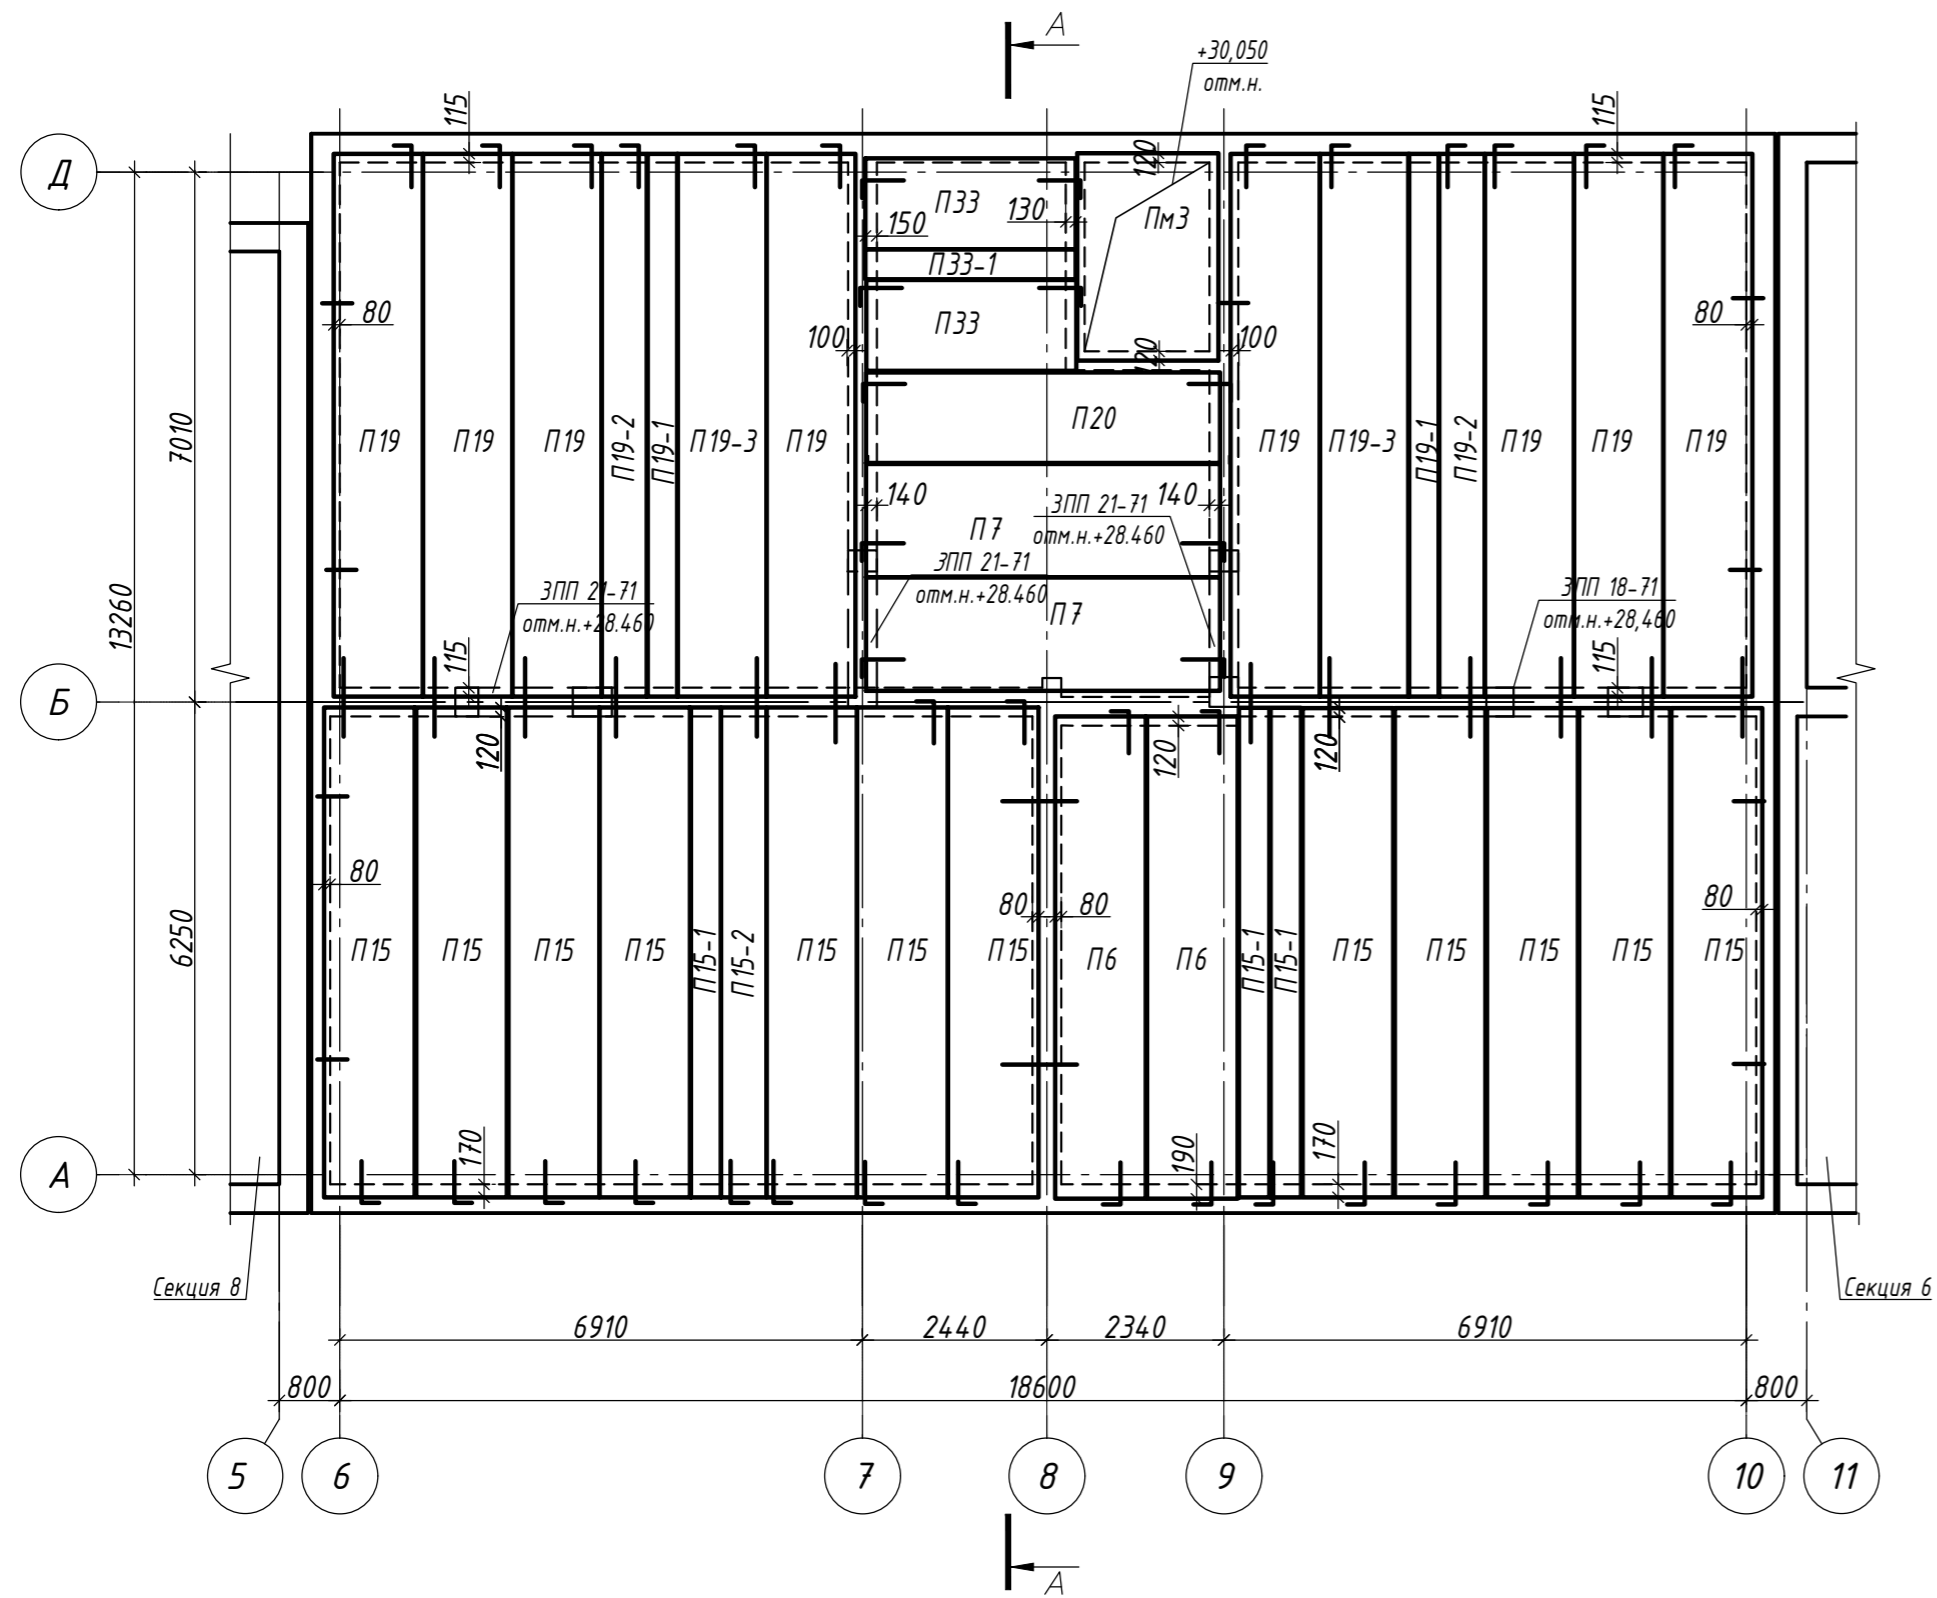 А
+30,050
отм.н.
115
115
120
Д
П33
130
150
Пм3
П33-1
80
П33
100
120
100
80
7010
П19
П19
П19
П19-2
П19-1
П19-3
П19
П20
П19
П19-3
П19-1
П19-2
П19
П19
П19
140
140
П7
3ПП 21-71
отм.н.+28.460
3ПП 21-71
отм.н.+28.460
П7
3ПП 21-71
отм.н.+28.460
3ПП 18-71
отм.н.+28,460
13260
115
115
Б
120
120
120
6250
80
80
80
80
П15
П15
П15
П15
П15-1
П15-2
П15
П15
П15
П6
П6
П15-1
П15-1
П15
П15
П15
П15
П15
170
190
170
А
Секция 8
Секция 6
6910
2440
2340
6910
800
18600
800
5
6
7
8
9
10
11
А